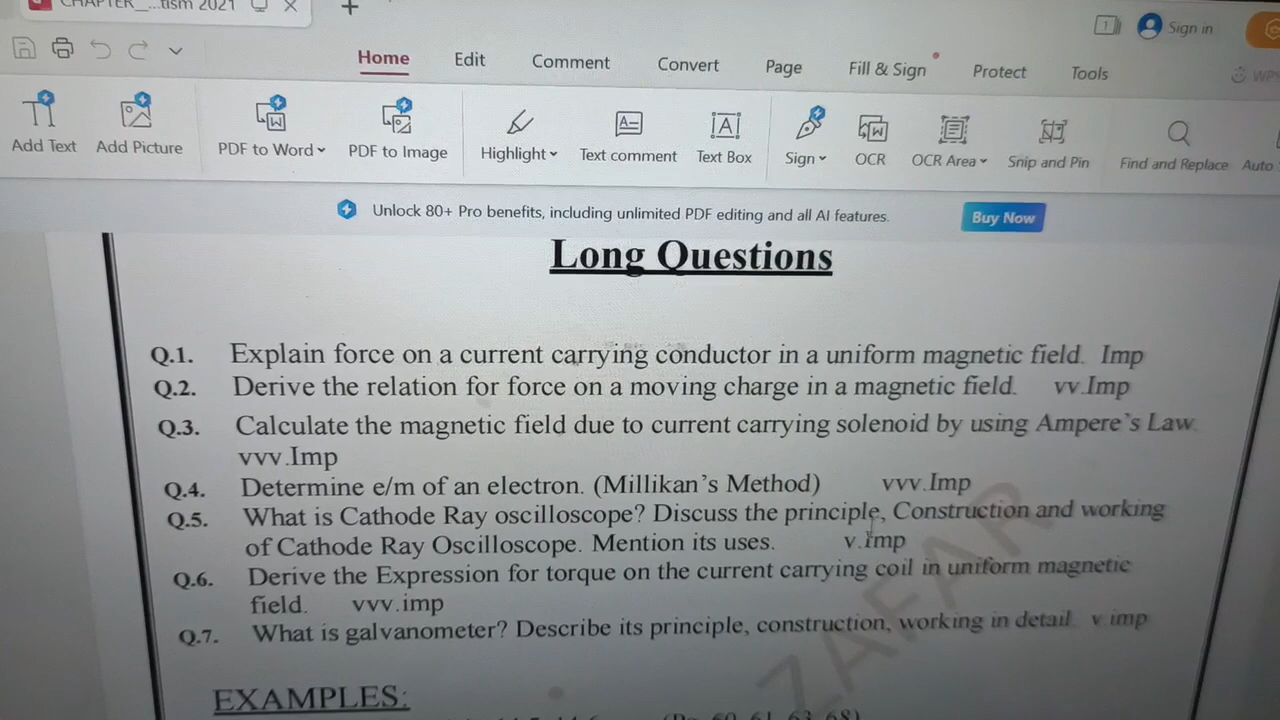 CHAPTER_...tism 2021
Sign in
Home Edit Comment Convert Page Fill & Sign Protect Tools
Add Text Add Picture PDF to Word PDF to Image Highlight Text comment Text Box Sign OCR OCR Area Snip and Pin Find and Replace Auto
Unlock 80+ Pro benefits, including unlimited PDF editing and all AI features. Buy Now
Long Questions
Q.1. Explain force on a current carrying conductor in a uniform magnetic field. Imp
Q.2. Derive the relation for force on a moving charge in a magnetic field. vv.Imp
Q.3. Calculate the magnetic field due to current carrying solenoid by using Ampere's Law
vvv.Imp
Q.4. Determine e/m of an electron. (Millikan's Method) vvv.Imp
Q.5. What is Cathode Ray oscilloscope? Discuss the principle, Construction and working
of Cathode Ray Oscilloscope. Mention its uses. v.imp
Q.6. Derive the Expression for torque on the current carrying coil in uniform magnetic
field. vvv.imp
Q.7. What is galvanometer? Describe its principle, construction, working in detail v.imp
ZAFAR
EXAMPLES: